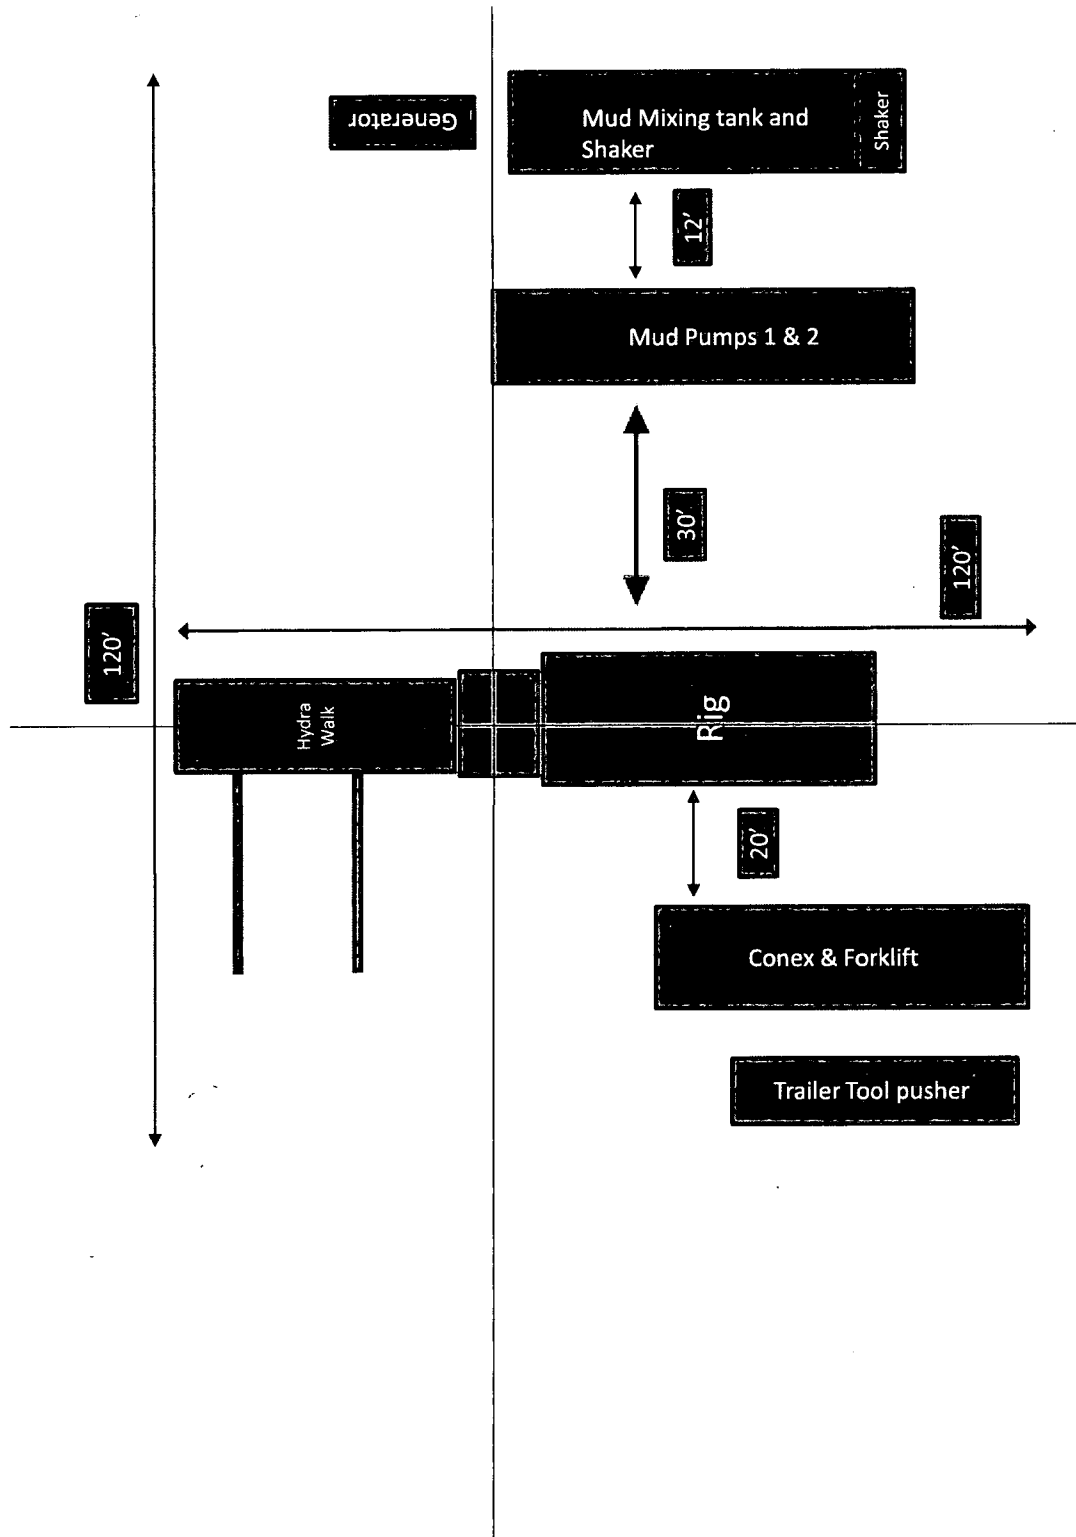 Generator
Mud Mixing tank and
Shaker
Shaker
12'
Mud Pumps 1 & 2
30'
120'
120'
Hydra
Walk
Rig
20'
Conex & Forklift
Trailer Tool pusher